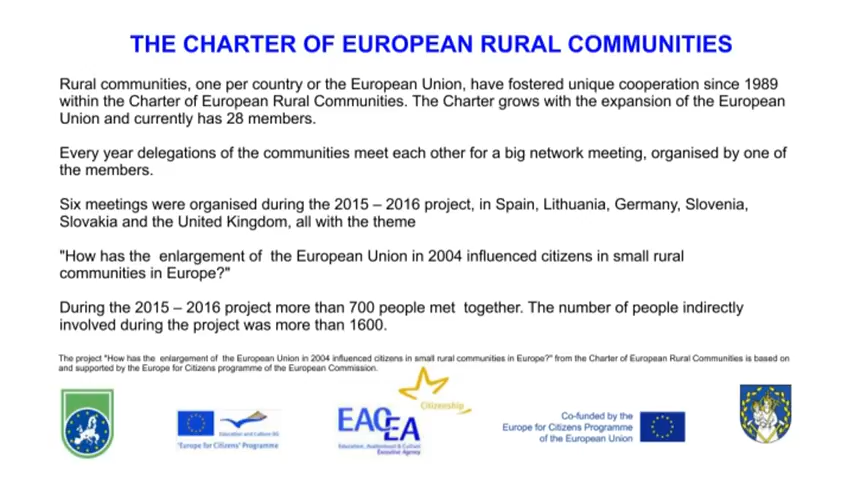 THE CHARTER OF EUROPEAN RURAL COMMUNITIES
Rural communities, one per country or the European Union, have fostered unique cooperation since 1989
within the Charter of European Rural Communities. The Charter grows with the expansion of the European
Union and currently has 28 members.
Every year delegations of the communities meet each other for a big network meeting, organised by one of
the members.
Six meetings were organised during the 2015 – 2016 project, in Spain, Lithuania, Germany, Slovenia,
Slovakia and the United Kingdom, all with the theme
"How has the enlargement of the European Union in 2004 influenced citizens in small rural
communities in Europe?"
During the 2015 – 2016 project more than 700 people met together. The number of people indirectly
involved during the project was more than 1600.
The project "How has the enlargement of the European Union in 2004 influenced citizens in small rural communities in Europe?" from the Charter of European Rural Communities is based on
and supported by the Europe for Citizens programme of the European Commission.
Education and Culture DG
'Europe for Citizens' Programme
Citizenship
EACEA
Education, Audiovisual & Culture
Executive Agency
Co-funded by the
Europe for Citizens Programme
of the European Union